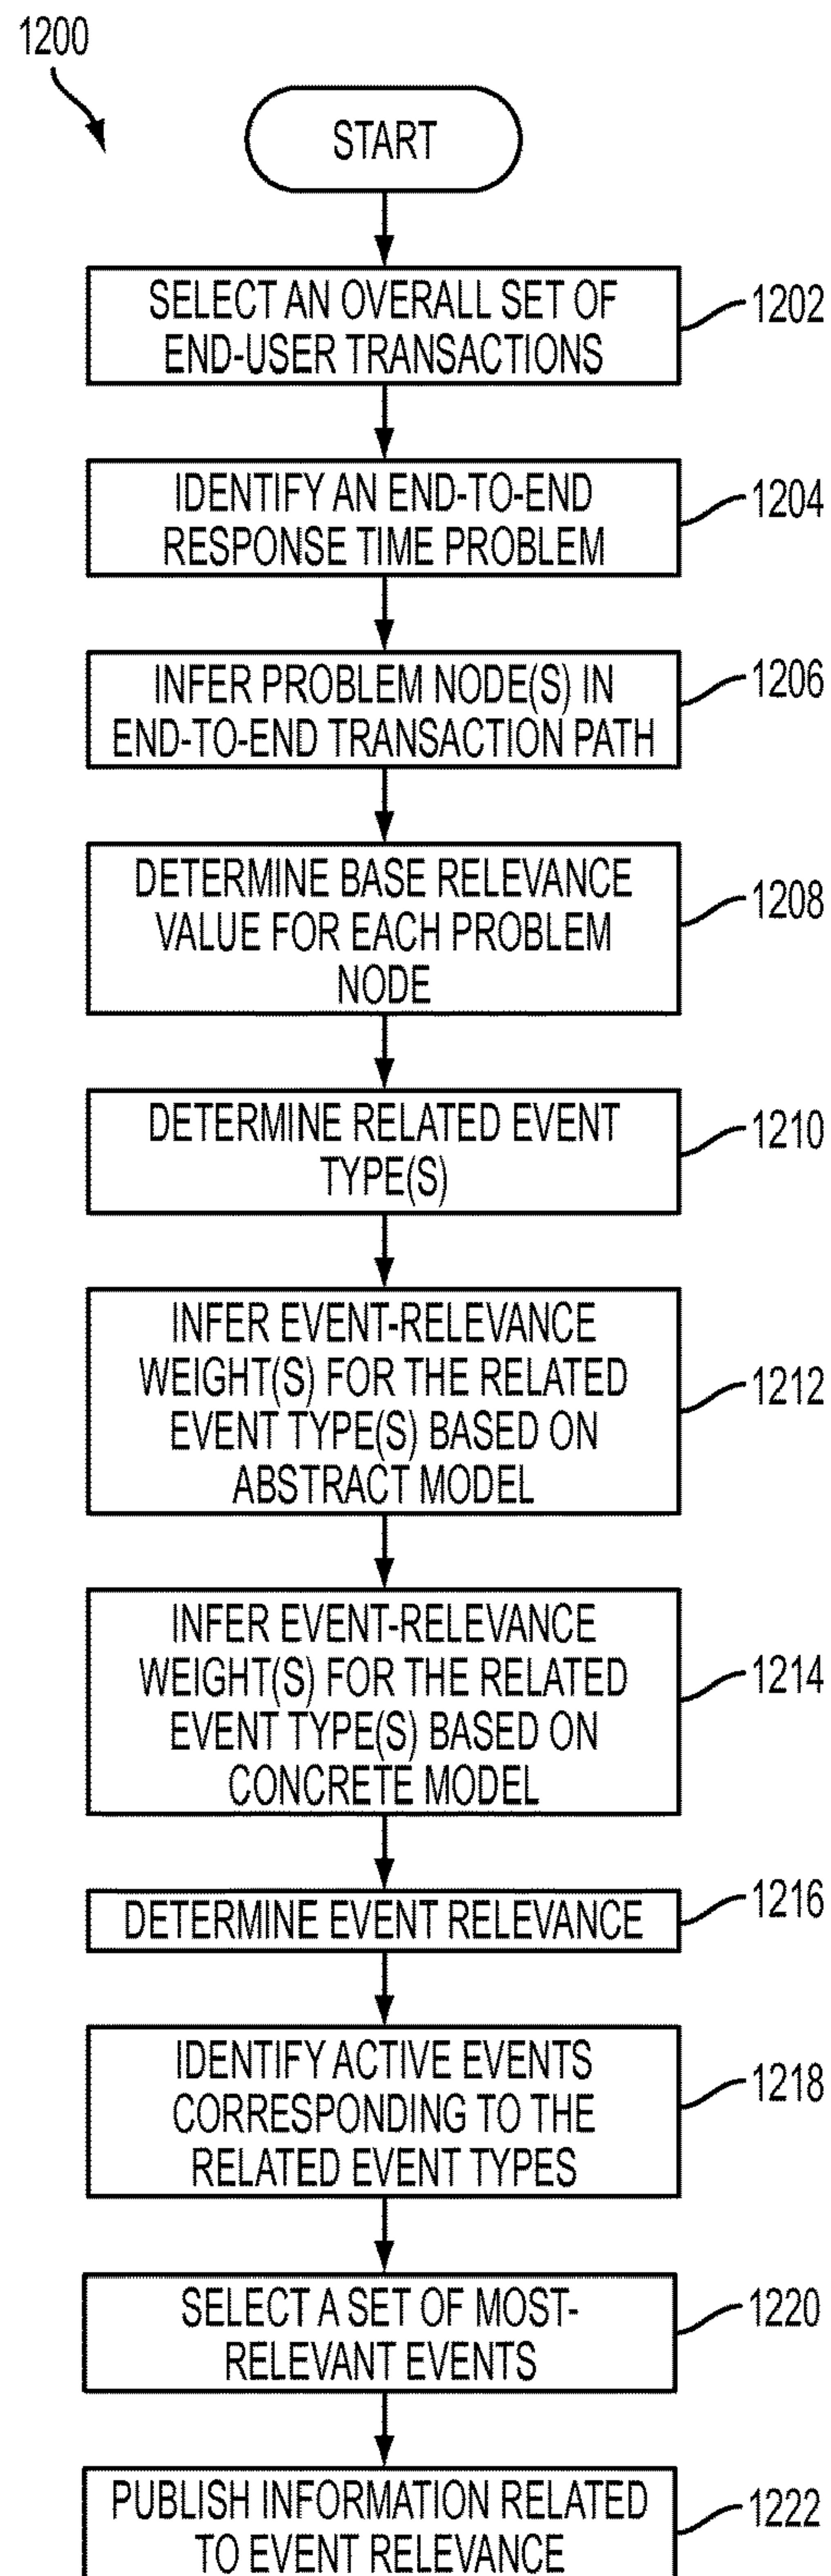 1200
START
SELECT AN OVERALL SET OF
END-USER TRANSACTIONS
1202
IDENTIFY AN END-TO-END
RESPONSE TIME PROBLEM
1204
INFER PROBLEM NODE(S) IN
END-TO-END TRANSACTION PATH
1206
DETERMINE BASE RELEVANCE
VALUE FOR EACH PROBLEM
NODE
1208
DETERMINE RELATED EVENT
TYPE(S)
1210
INFER EVENT-RELEVANCE
WEIGHT(S) FOR THE RELATED
EVENT TYPE(S) BASED ON
ABSTRACT MODEL
1212
INFER EVENT-RELEVANCE
WEIGHT(S) FOR THE RELATED
EVENT TYPE(S) BASED ON
CONCRETE MODEL
1214
DETERMINE EVENT RELEVANCE
1216
IDENTIFY ACTIVE EVENTS
CORRESPONDING TO THE
RELATED EVENT TYPES
1218
SELECT A SET OF MOST-
RELEVANT EVENTS
1220
PUBLISH INFORMATION RELATED
TO EVENT RELEVANCE
1222